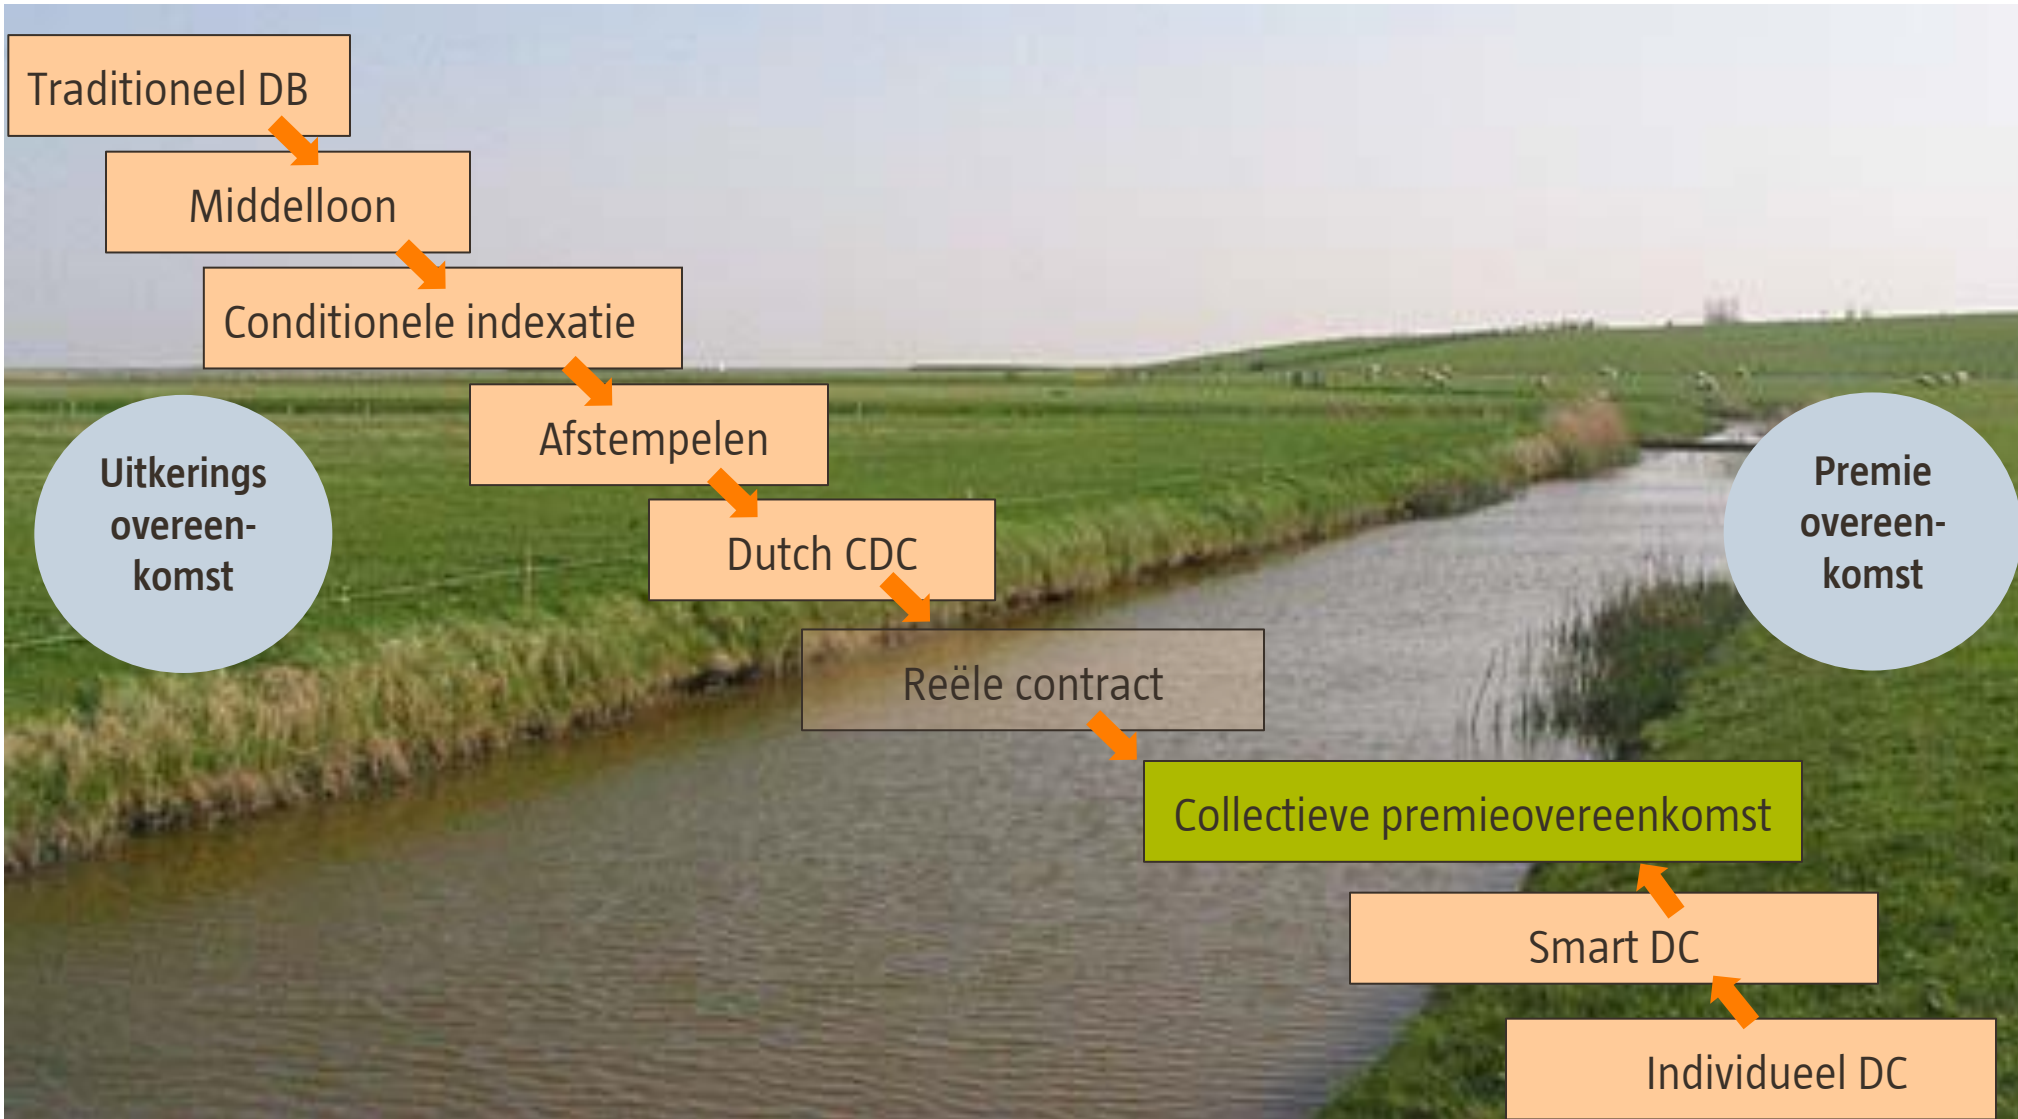 Traditioneel DB
Middelloon
Conditionele indexatie
Afstempelen
Uitkerings
overeen-
komst
Premie
overeen-
komst
Dutch CDC
Reële contract
Collectieve premieovereenkomst
Smart DC
Individueel DC